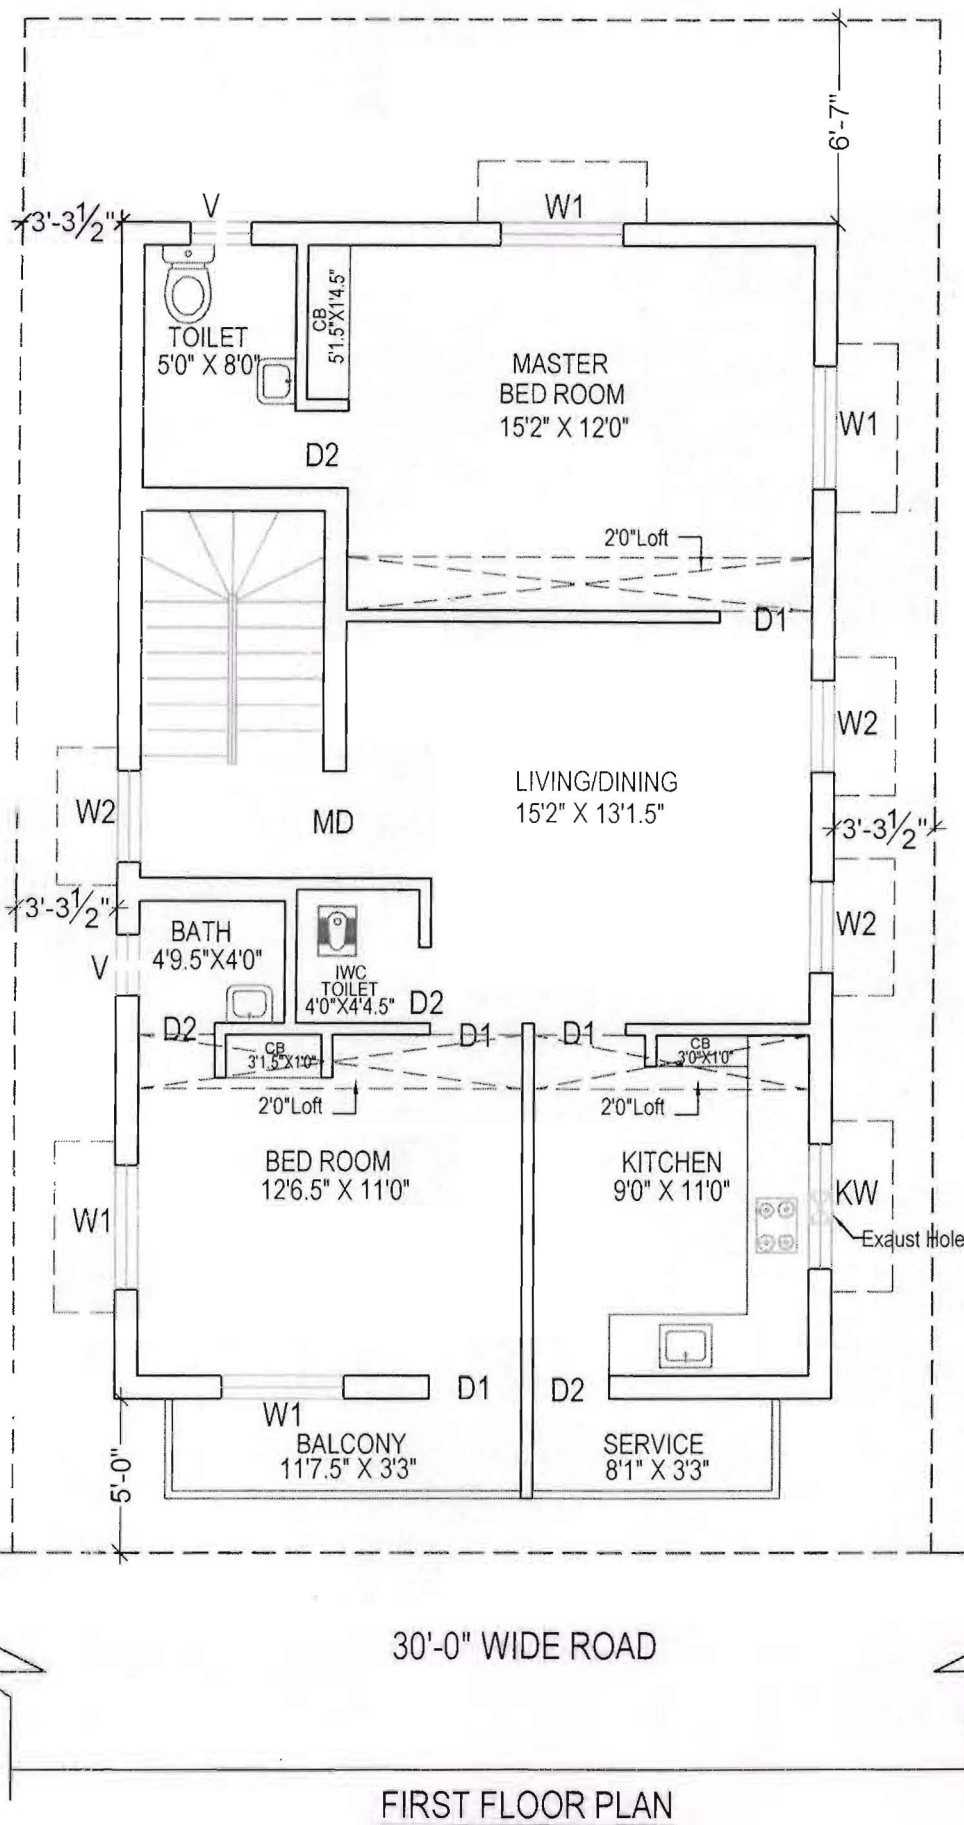 6'-7"
3'-3½"
V
W1
CB
5'1.5"X1'4.5"
TOILET
5'0" X 8'0"
MASTER
BED ROOM
15'2" X 12'0"
W1
D2
2'0"Loft
D1
W2
LIVING/DINING
15'2" X 13'1.5"
W2
MD
3'-3½"
3'-3½"
BATH
4'9.5"X4'0"
W2
V
IWC
TOILET
4'0"X4'4.5"
D2
D2
D1
D1
CB
3'1.5"X1'0"
CB
3'0"X1'0"
2'0"Loft
2'0"Loft
BED ROOM
12'6.5" X 11'0"
KITCHEN
9'0" X 11'0"
KW
W1
Exaust Hole
D1
D2
W1
BALCONY
11'7.5" X 3'3"
SERVICE
8'1" X 3'3"
5'-0"
30'-0" WIDE ROAD
FIRST FLOOR PLAN